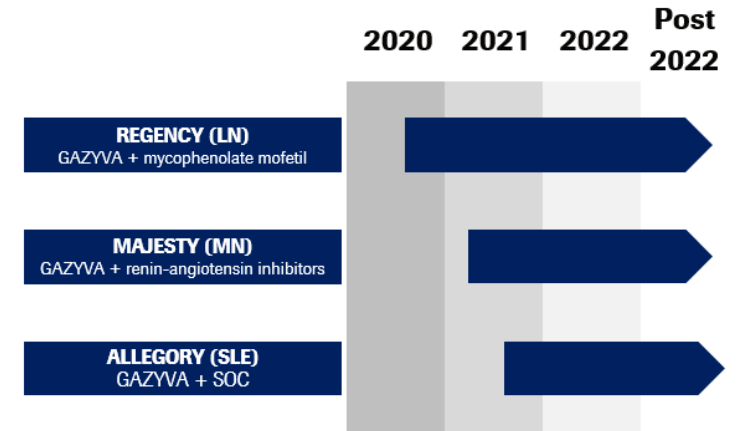 2020 2021 2022 Post 2022
REGENCY (LN)
GAZYVA + mycophenolate mofetil
MAJESTY (MN)
GAZYVA + renin-angiotensin inhibitors
ALLEGORY (SLE)
GAZYVA + SOC